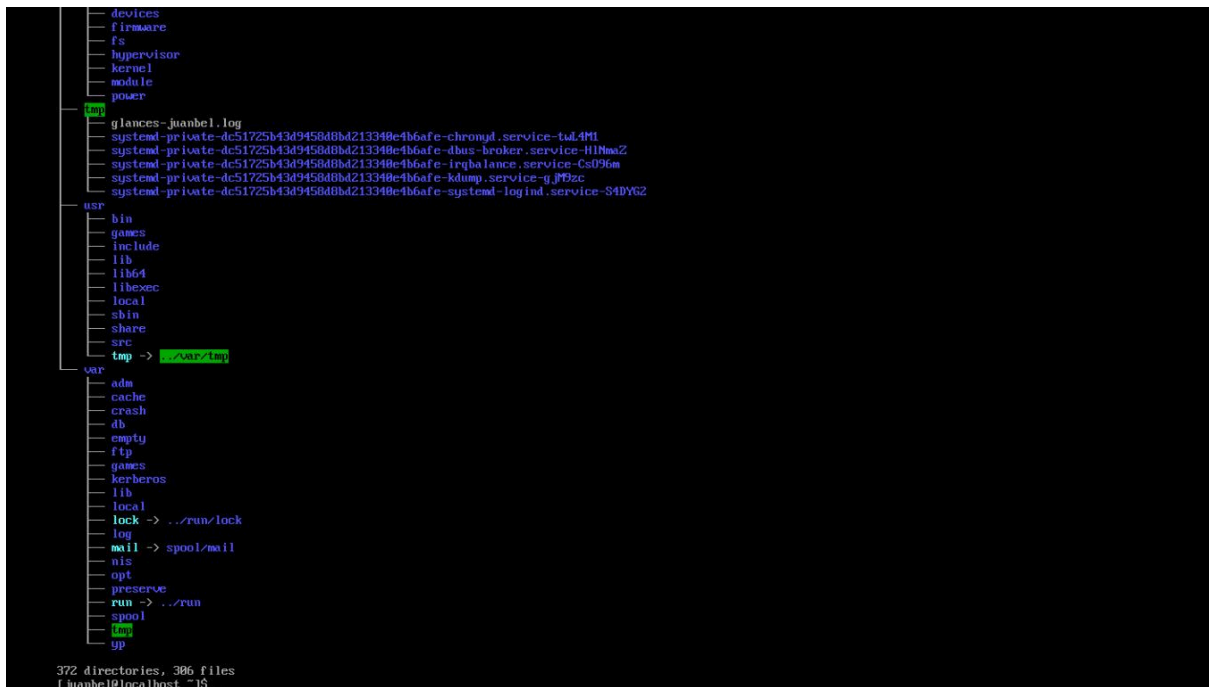 │   ├── devices
│   ├── firmware
│   ├── fs
│   ├── hypervisor
│   ├── kernel
│   ├── module
│   └── power
├── tmp
│   ├── glances-juanbel.log
│   ├── systemd-private-dc51725b43d9458d8bd213340e4b6afe-chronyd.service-twL4M1
│   ├── systemd-private-dc51725b43d9458d8bd213340e4b6afe-dbus-broker.service-HlNmaZ
│   ├── systemd-private-dc51725b43d9458d8bd213340e4b6afe-irqbalance.service-CsO96m
│   ├── systemd-private-dc51725b43d9458d8bd213340e4b6afe-kdump.service-gjM9zc
│   └── systemd-private-dc51725b43d9458d8bd213340e4b6afe-systemd-logind.service-S4DYG2
├── usr
│   ├── bin
│   ├── games
│   ├── include
│   ├── lib
│   ├── lib64
│   ├── libexec
│   ├── local
│   ├── sbin
│   ├── share
│   ├── src
│   └── tmp -> ../var/tmp
└── var
    ├── adm
    ├── cache
    ├── crash
    ├── db
    ├── empty
    ├── ftp
    ├── games
    ├── kerberos
    ├── lib
    ├── local
    ├── lock -> ../run/lock
    ├── log
    ├── mail -> spool/mail
    ├── nis
    ├── opt
    ├── preserve
    ├── run -> ../run
    ├── spool
    ├── tmp
    └── yp
372 directories, 306 files
[juanbel@localhost ~]$